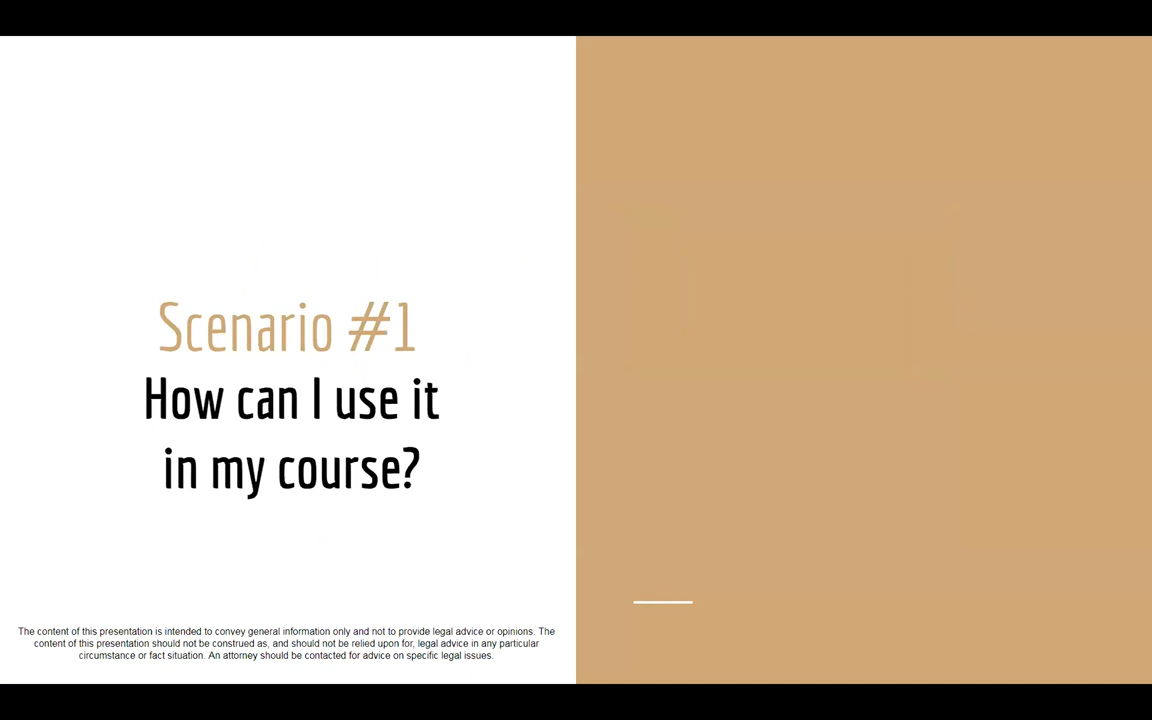 Scenario #1
How can I use it
in my course?
The content of this presentation is intended to convey general information only and not to provide legal advice or opinions. The
content of this presentation should not be construed as, and should not be relied upon for, legal advice in any particular
circumstance or fact situation. An attorney should be contacted for advice on specific legal issues.